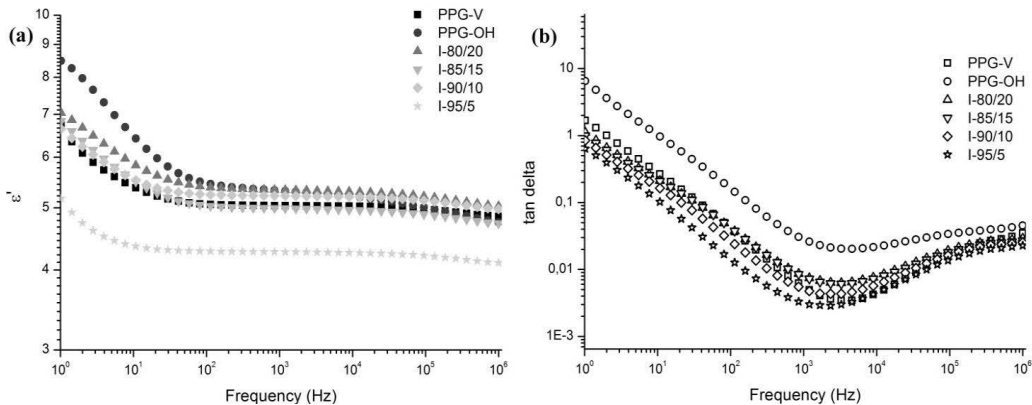 (a)
PPG-V
PPG-OH
I-80/20
I-85/15
I-90/10
I-95/5
10
9
8
7
6
5
4
3
ε'
10⁰ 10¹ 10² 10³ 10⁴ 10⁵ 10⁶
Frequency (Hz)
(b)
PPG-V
PPG-OH
I-80/20
I-85/15
I-90/10
I-95/5
10
1
0,1
0,01
1E-3
tan delta
10⁰ 10¹ 10² 10³ 10⁴ 10⁵ 10⁶
Frequency (Hz)